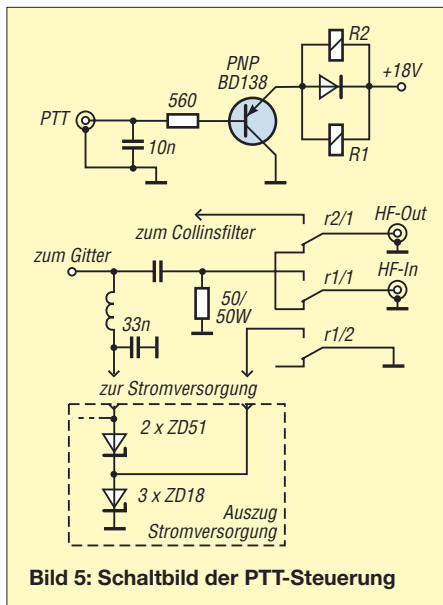 R2
PNP
BD138
+18V
PTT
560
10n
R1
zum Collinsfilter
r2/1
HF-Out
zum Gitter
r1/1
HF-In
50/
50W
33n
r1/2
zur Stromversorgung
2 x ZD51
3 x ZD18
Auszug
Stromversorgung
Bild 5: Schaltbild der PTT-Steuerung